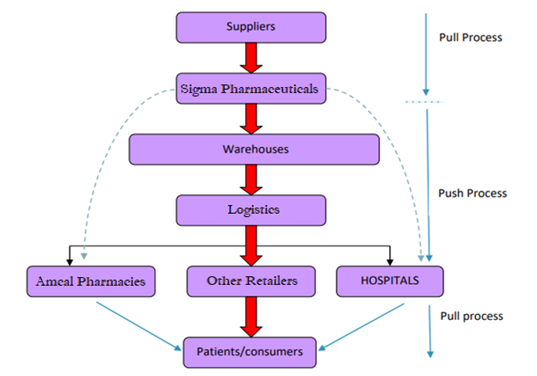 Suppliers
Pull Process
Sigma Pharmaceuticals
Warehouses
Push Process
Logistics
Amcal Pharmacies
Other Retailers
HOSPITALS
Pull process
Patients/consumers